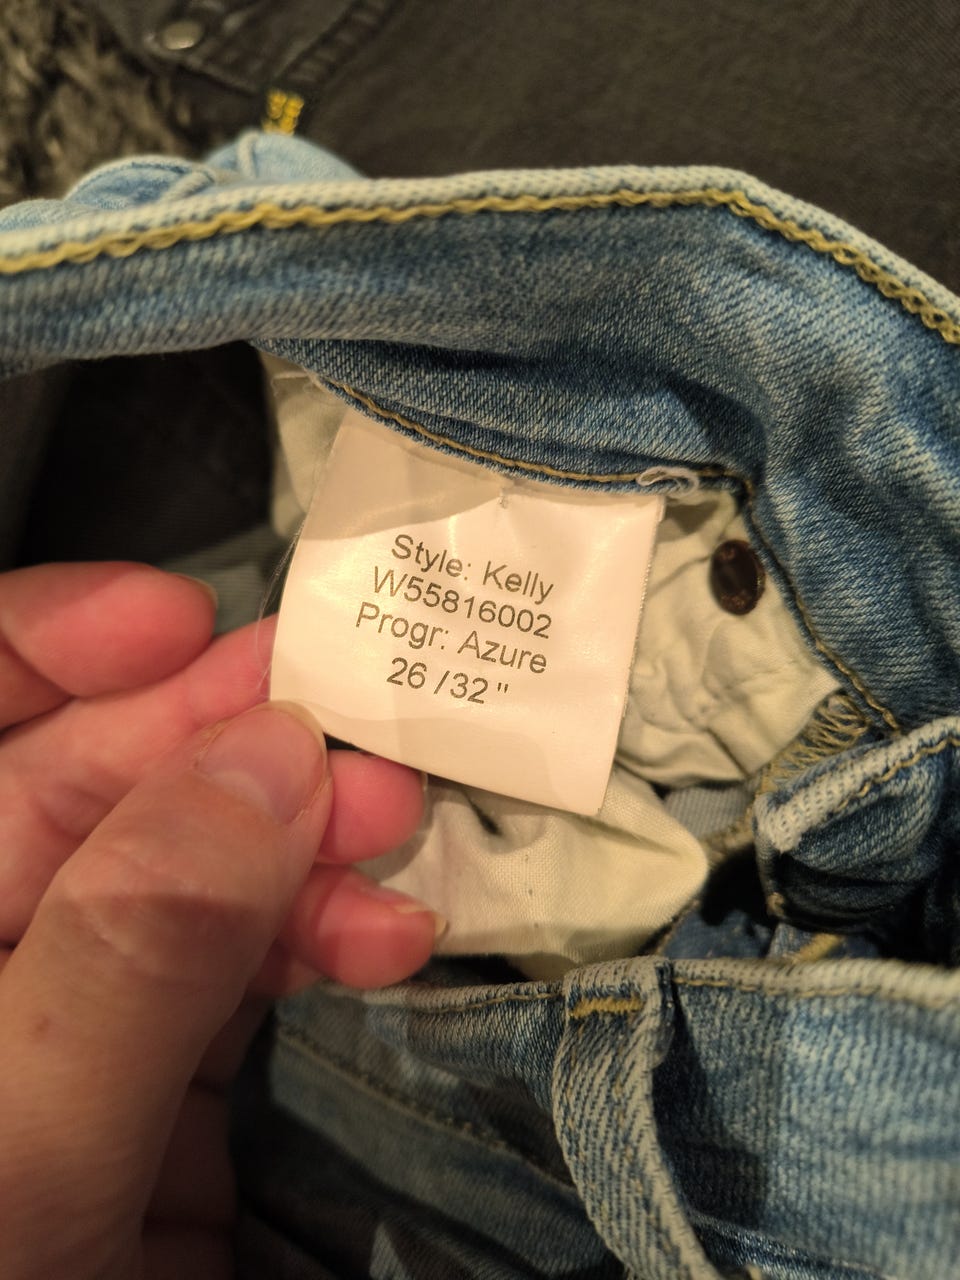 Style: Kelly
W55816002
Progr: Azure
26 /32 "